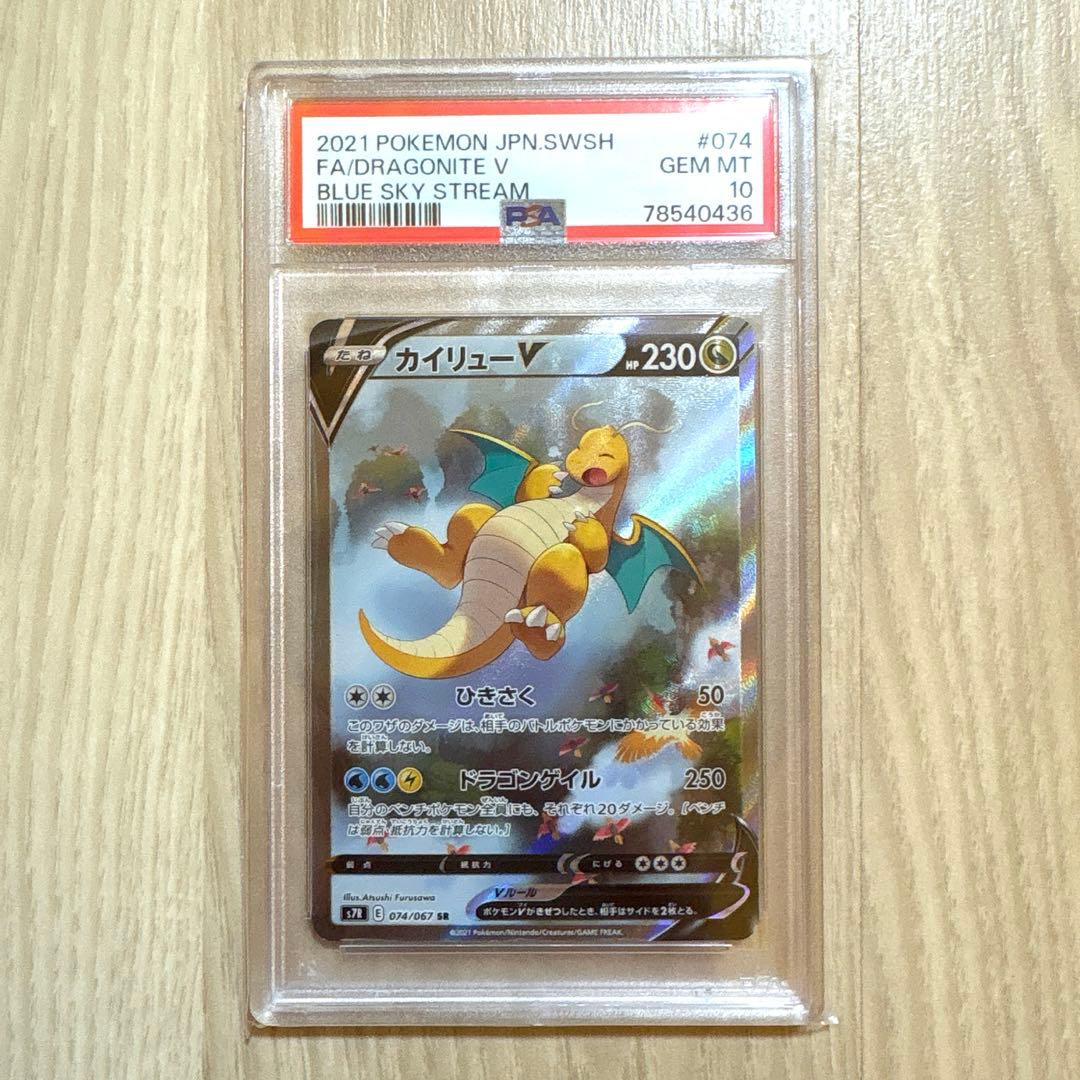 2021 POKEMON JPN.SWSH #074
FA/DRAGONITE V GEM MT
BLUE SKY STREAM 10
PSA 78540436
たね カイリューV HP 230
ひきさく 50
このワザのダメージは、相手のバトルポケモンにかかっている効果
を計算しない。
ドラゴンゲイル 250
自分のベンチポケモン全員にも、それぞれ20ダメージ。[ベンチ
は弱点・抵抗力を計算しない。]
弱点 抵抗力 にげる
Illus. Atsushi Furusawa
Vルール
s7R E 074/067 SR ポケモンVがきぜつしたとき、相手はサイドを2枚とる。
©2021 Pokémon/Nintendo/Creatures/GAME FREAK.